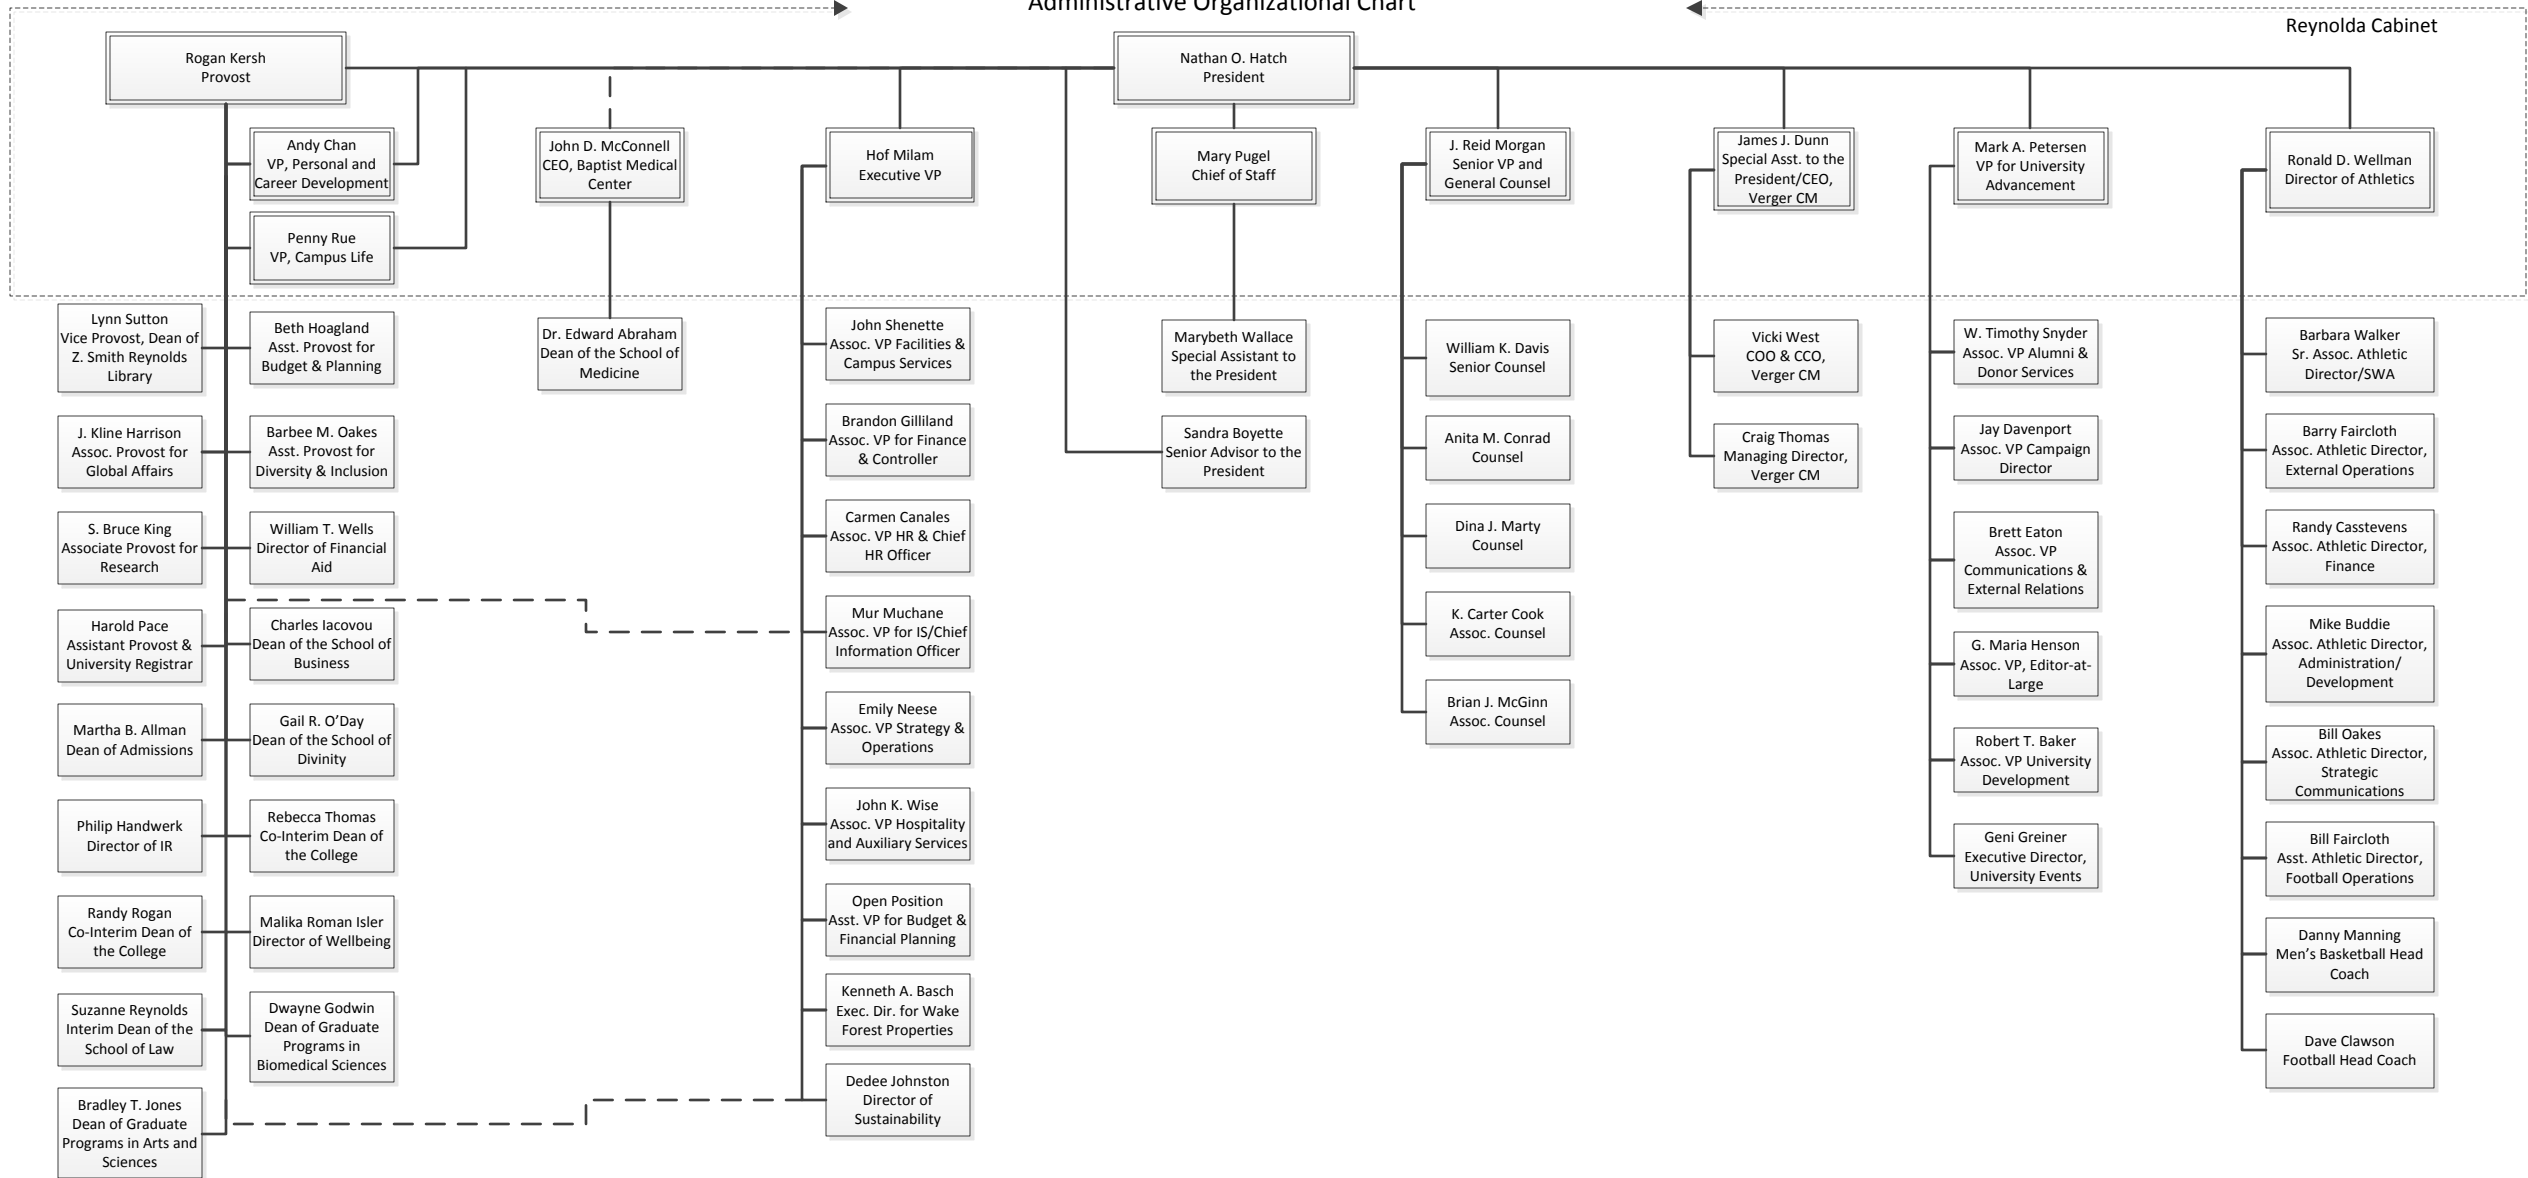 Administrative Organizational Chart
Reynolda Cabinet
Rogan Kersh
Provost
Nathan O. Hatch
President
Andy Chan
VP, Personal and
Career Development
Penny Rue
VP, Campus Life
John D. McConnell
CEO, Baptist Medical
Center
Hof Milam
Executive VP
Mary Pugel
Chief of Staff
J. Reid Morgan
Senior VP and
General Counsel
James J. Dunn
Special Asst. to the
President/CEO,
Verger CM
Mark A. Petersen
VP for University
Advancement
Ronald D. Wellman
Director of Athletics
Lynn Sutton
Vice Provost, Dean of
Z. Smith Reynolds
Library
Beth Hoagland
Asst. Provost for
Budget & Planning
J. Kline Harrison
Assoc. Provost for
Global Affairs
Barbee M. Oakes
Asst. Provost for
Diversity & Inclusion
S. Bruce King
Associate Provost for
Research
William T. Wells
Director of Financial
Aid
Harold Pace
Assistant Provost &
University Registrar
Charles Iacovou
Dean of the School of
Business
Martha B. Allman
Dean of Admissions
Gail R. O’Day
Dean of the School of
Divinity
Philip Handwerk
Director of IR
Rebecca Thomas
Co-Interim Dean of
the College
Randy Rogan
Co-Interim Dean of
the College
Malika Roman Isler
Director of Wellbeing
Suzanne Reynolds
Interim Dean of the
School of Law
Dwayne Godwin
Dean of Graduate
Programs in
Biomedical Sciences
Bradley T. Jones
Dean of Graduate
Programs in Arts and
Sciences
Dr. Edward Abraham
Dean of the School of
Medicine
John Shenette
Assoc. VP Facilities &
Campus Services
Brandon Gilliland
Assoc. VP for Finance
& Controller
Carmen Canales
Assoc. VP HR & Chief
HR Officer
Mur Muchane
Assoc. VP for IS/Chief
Information Officer
Emily Neese
Assoc. VP Strategy &
Operations
John K. Wise
Assoc. VP Hospitality
and Auxiliary Services
Open Position
Asst. VP for Budget &
Financial Planning
Kenneth A. Basch
Exec. Dir. for Wake
Forest Properties
Dedee Johnston
Director of
Sustainability
Marybeth Wallace
Special Assistant to
the President
Sandra Boyette
Senior Advisor to the
President
William K. Davis
Senior Counsel
Anita M. Conrad
Counsel
Dina J. Marty
Counsel
K. Carter Cook
Assoc. Counsel
Brian J. McGinn
Assoc. Counsel
Vicki West
COO & CCO,
Verger CM
Craig Thomas
Managing Director,
Verger CM
W. Timothy Snyder
Assoc. VP Alumni &
Donor Services
Jay Davenport
Assoc. VP Campaign
Director
Brett Eaton
Assoc. VP
Communications &
External Relations
G. Maria Henson
Assoc. VP, Editor-at-
Large
Robert T. Baker
Assoc. VP University
Development
Geni Greiner
Executive Director,
University Events
Barbara Walker
Sr. Assoc. Athletic
Director/SWA
Barry Faircloth
Assoc. Athletic Director,
External Operations
Randy Casstevens
Assoc. Athletic Director,
Finance
Mike Buddie
Assoc. Athletic Director,
Administration/
Development
Bill Oakes
Assoc. Athletic Director,
Strategic
Communications
Bill Faircloth
Asst. Athletic Director,
Football Operations
Danny Manning
Men’s Basketball Head
Coach
Dave Clawson
Football Head Coach